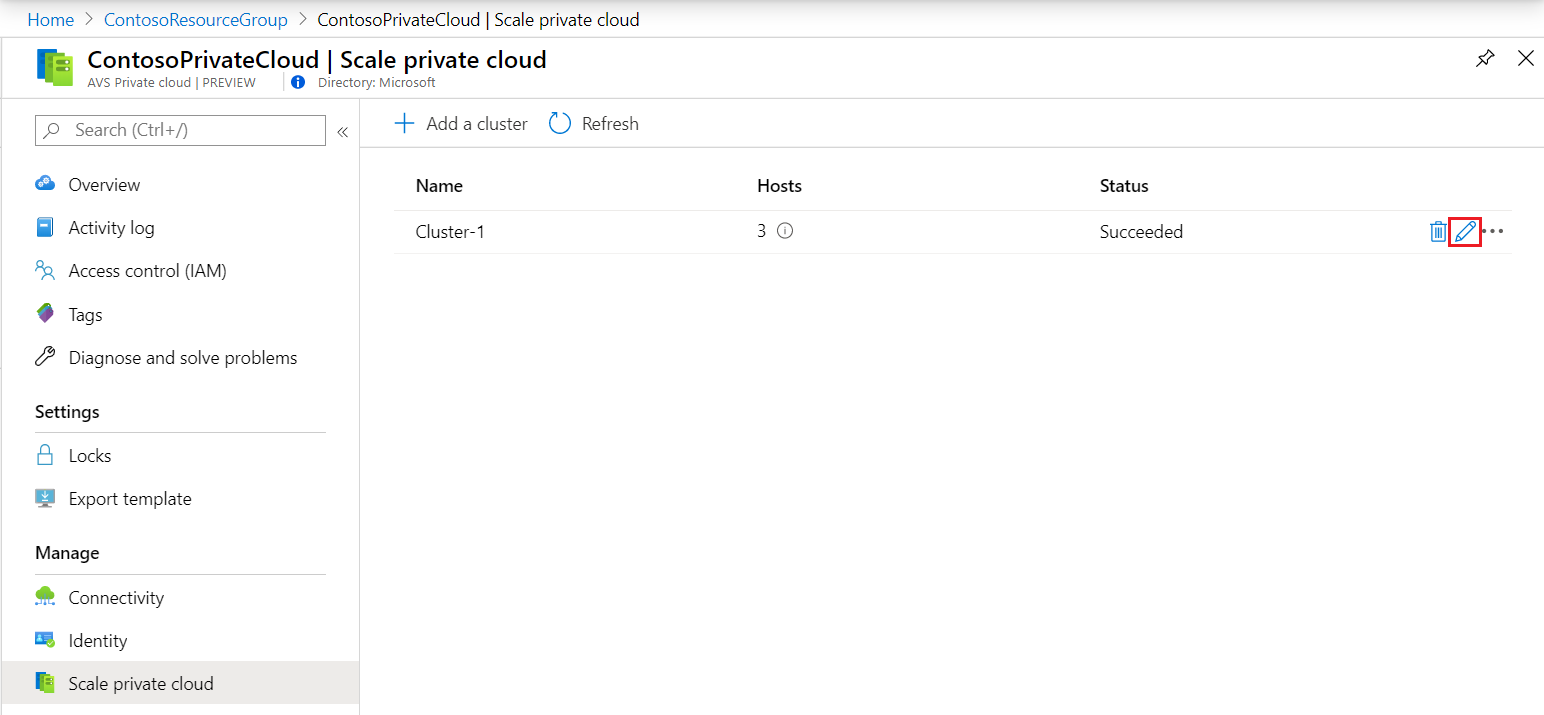 Home > ContosoResourceGroup > ContosoPrivateCloud | Scale private cloud
ContosoPrivateCloud | Scale private cloud
AVS Private cloud | PREVIEW
Directory: Microsoft
Search (Ctrl+/)
«
Overview
Activity log
Access control (IAM)
Tags
Diagnose and solve problems
Settings
Locks
Export template
Manage
Connectivity
Identity
Scale private cloud
+ Add a cluster
Refresh
Name Hosts Status
Cluster-1 3 Succeeded